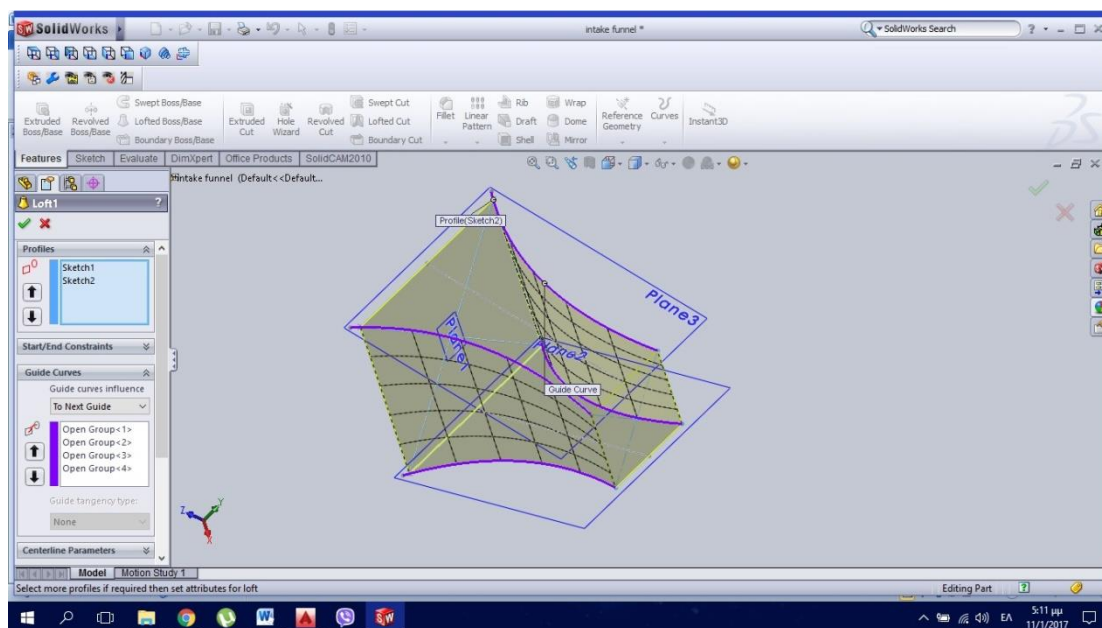 SolidWorks
intake funnel *
SolidWorks Search
Swept Boss/Base
Extruded Boss/Base
Revolved Boss/Base
Lofted Boss/Base
Boundary Boss/Base
Extruded Cut
Hole Wizard
Revolved Cut
Swept Cut
Lofted Cut
Boundary Cut
Fillet
Linear Pattern
Rib
Draft
Shell
Wrap
Dome
Mirror
Reference Geometry
Curves
Instant3D
Features Sketch Evaluate DimXpert Office Products SolidCAM2010
intake funnel (Default<<Default...
Loft1 ?
Profiles
Sketch1
Sketch2
Start/End Constraints
Guide Curves
Guide curves influence
To Next Guide
Open Group<1>
Open Group<2>
Open Group<3>
Open Group<4>
Guide tangency type:
None
Centerline Parameters
Profile(Sketch2)
Plane3
Plane1
Plane2
Guide Curve
Z
Y
X
Model Motion Study 1
Select more profiles if required then set attributes for loft
Editing Part
ΕΛ
5:11 μμ
11/1/2017